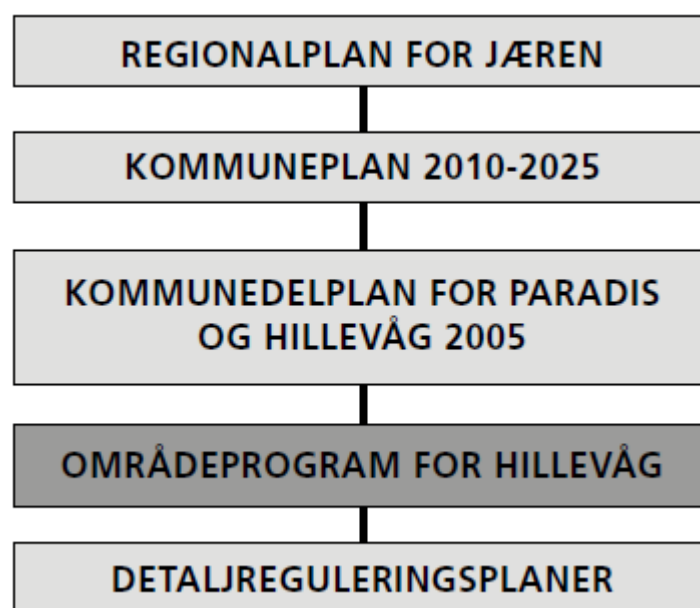 REGIONALPLAN FOR JÆREN
KOMMUNEPLAN 2010-2025
KOMMUNEDELPLAN FOR PARADIS
OG HILLEVÅG 2005
OMRÅDEPROGRAM FOR HILLEVÅG
DETALJREGULERINGSPLANER